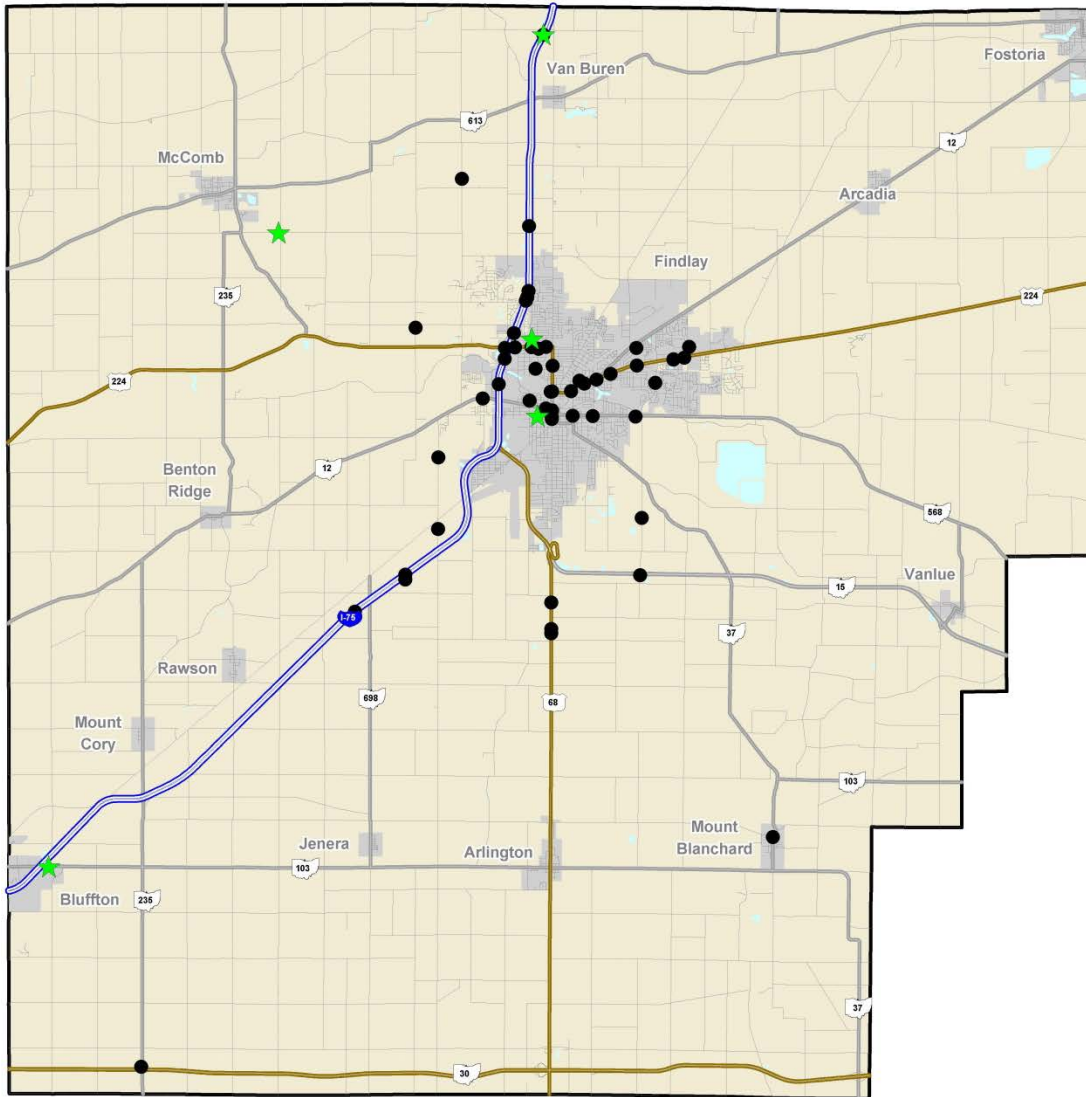 Fostoria
Van Buren
613
McComb
12
Arcadia
Findlay
235
224
224
Benton
Ridge
12
568
Vanlue
15
I-75
37
Rawson
698
68
Mount
Cory
103
Mount
Blanchard
Jenera
Arlington
103
Bluffton
235
37
30